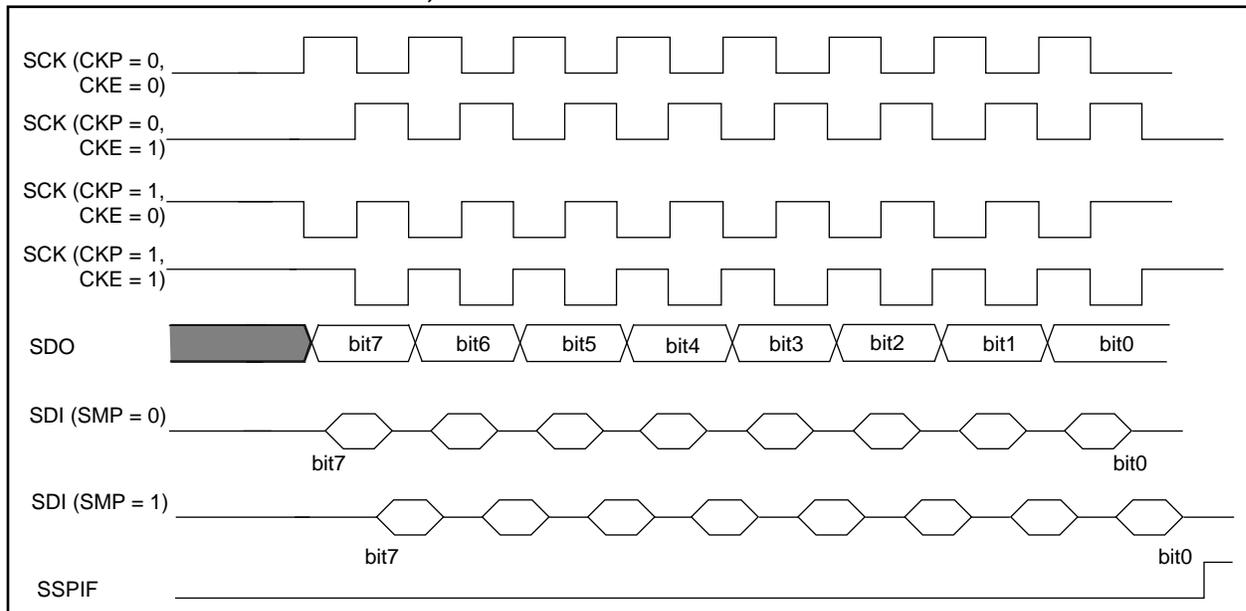 SCK (CKP = 0,
CKE = 0)
SCK (CKP = 0,
CKE = 1)
SCK (CKP = 1,
CKE = 0)
SCK (CKP = 1,
CKE = 1)
SDO bit7 bit6 bit5 bit4 bit3 bit2 bit1 bit0
SDI (SMP = 0)
bit7 bit0
SDI (SMP = 1)
bit7 bit0
SSPIF